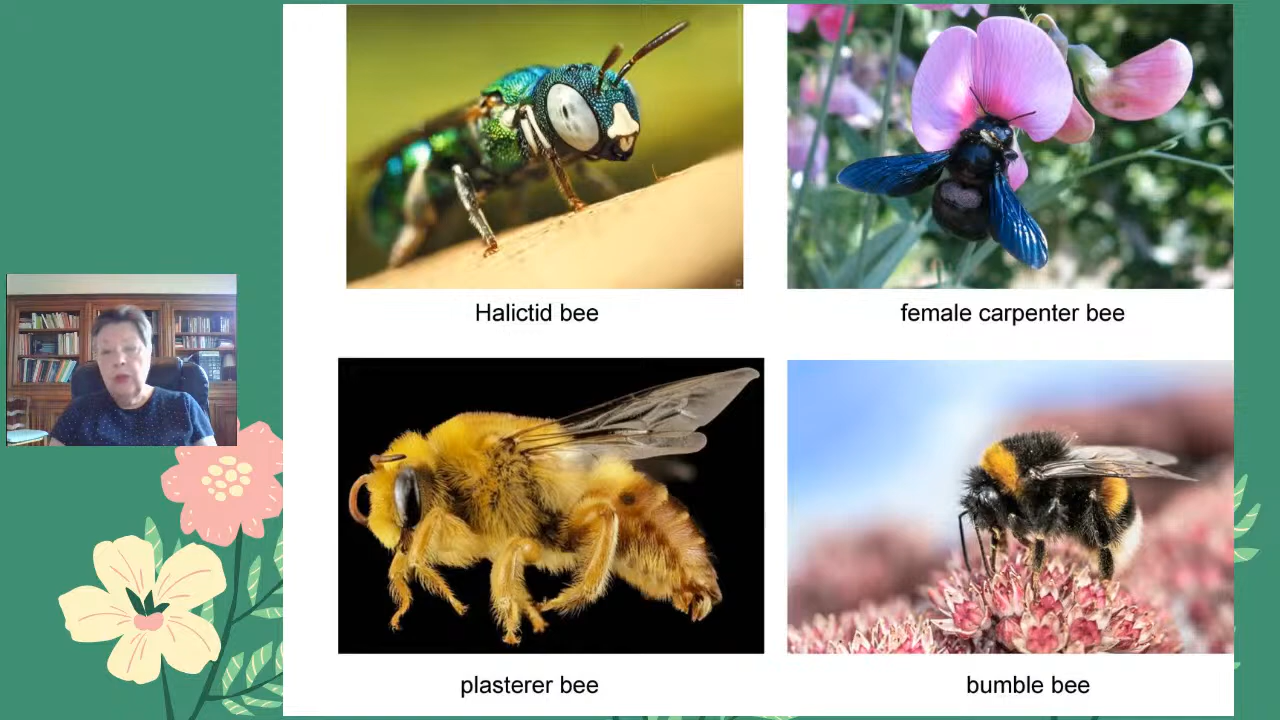 Halictid bee
female carpenter bee
plasterer bee
bumble bee